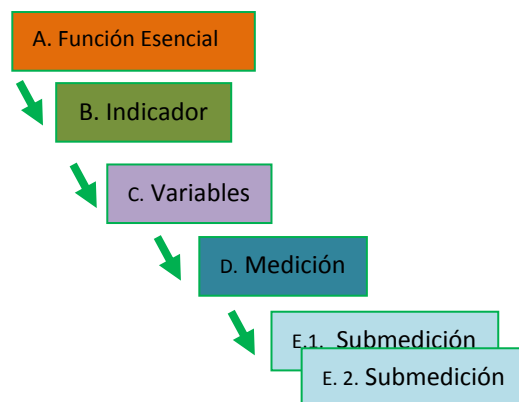 A. Función Esencial
B. Indicador
C. Variables
D. Medición
E.1. Submedición
E. 2. Submedición